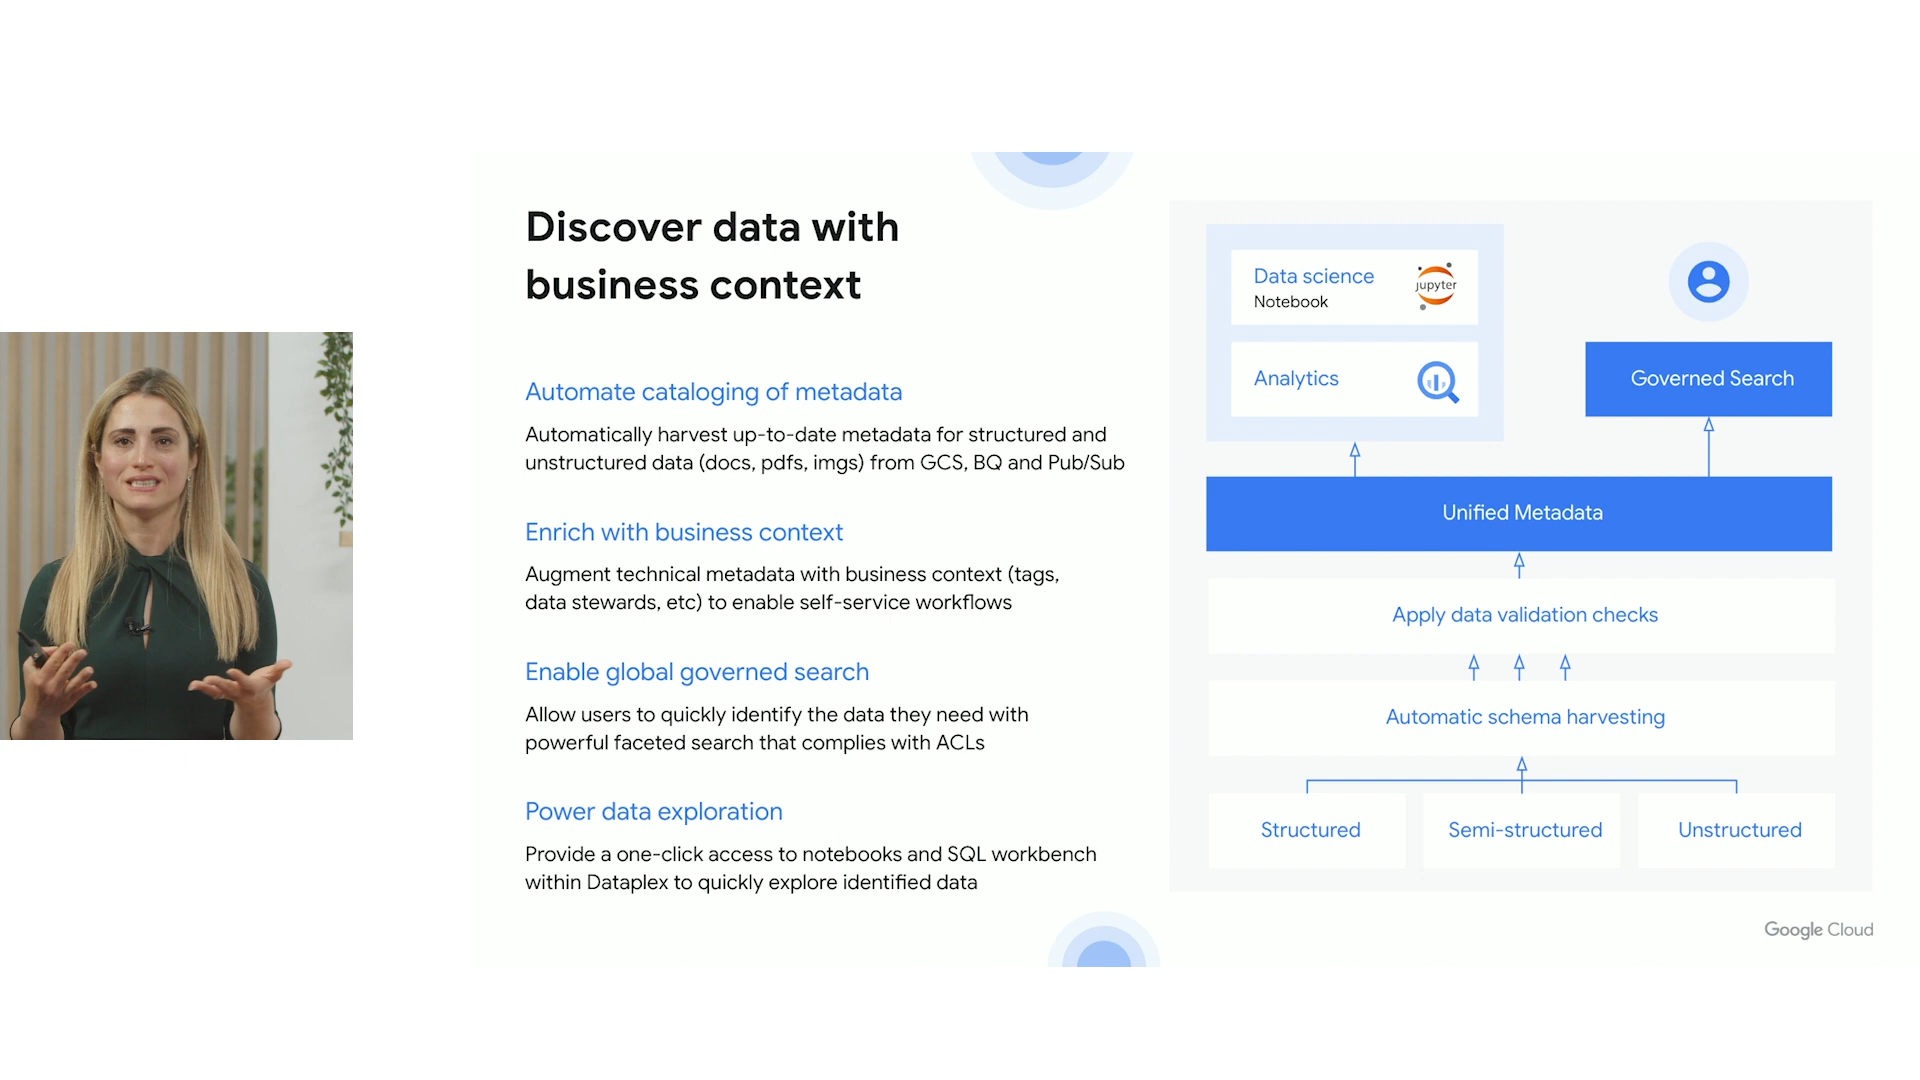 Discover data with
business context
Automate cataloging of metadata
Automatically harvest up-to-date metadata for structured and
unstructured data (docs, pdfs, imgs) from GCS, BQ and Pub/Sub
Enrich with business context
Augment technical metadata with business context (tags,
data stewards, etc) to enable self-service workflows
Enable global governed search
Allow users to quickly identify the data they need with
powerful faceted search that complies with ACLs
Power data exploration
Provide a one-click access to notebooks and SQL workbench
within Dataplex to quickly explore identified data
Data science
Notebook
jupyter
Analytics
Governed Search
Unified Metadata
Apply data validation checks
Automatic schema harvesting
Structured
Semi-structured
Unstructured
Google Cloud